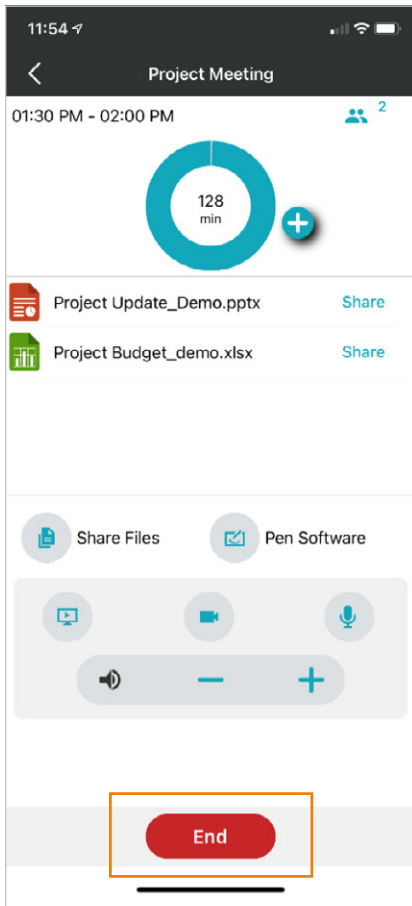 11:54
Project Meeting
01:30 PM - 02:00 PM
2
128
min
Project Update_Demo.pptx Share
Project Budget_demo.xlsx Share
Share Files Pen Software
End